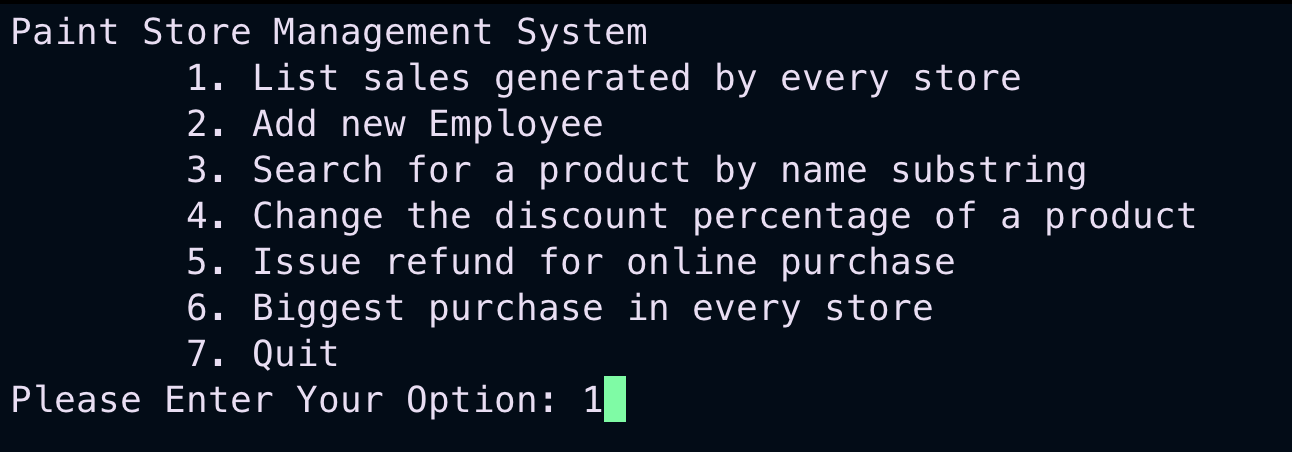 Paint Store Management System
1. List sales generated by every store
2. Add new Employee
3. Search for a product by name substring
4. Change the discount percentage of a product
5. Issue refund for online purchase
6. Biggest purchase in every store
7. Quit
Please Enter Your Option: 1